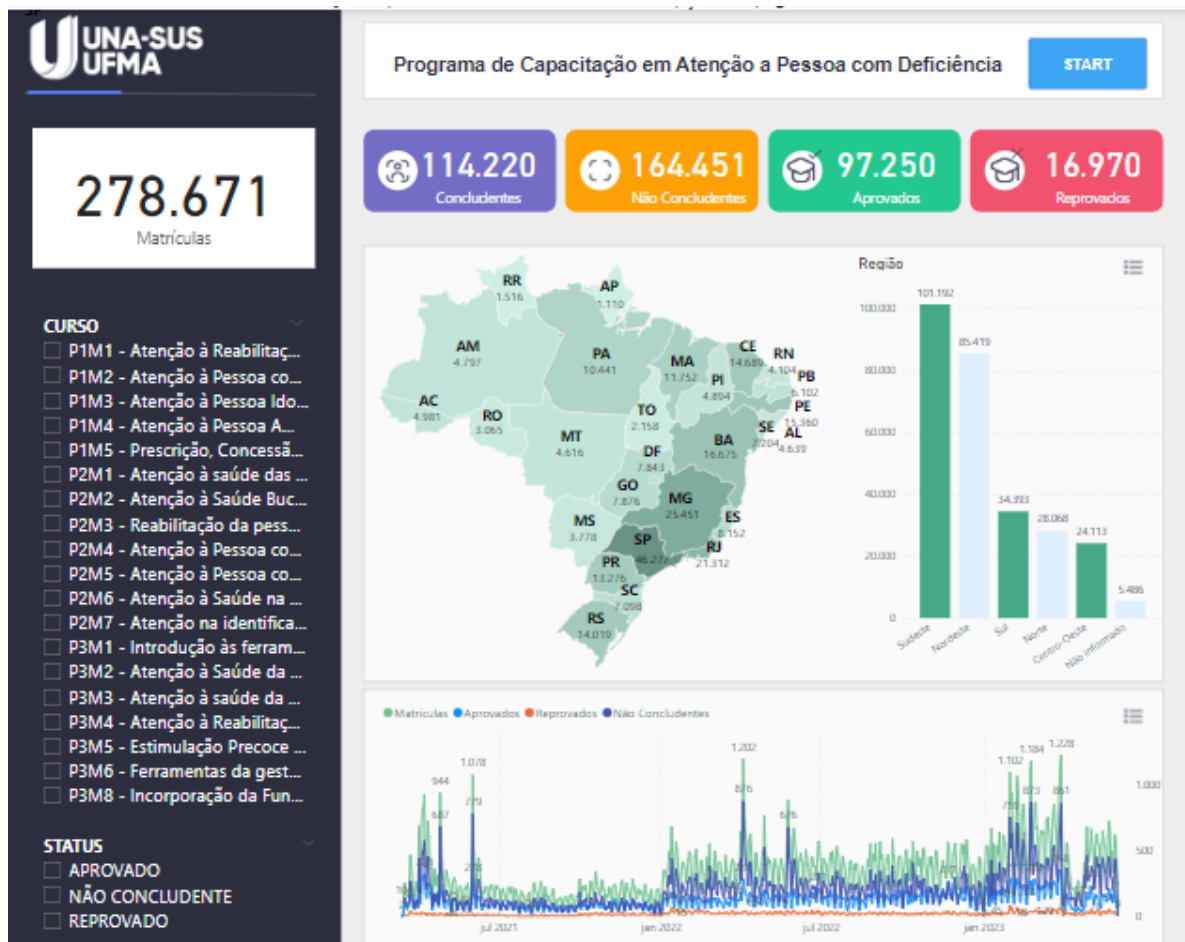 UNA-SUS
UFMA
278.671
Matrículas
CURSO
P1M1 - Atenção à Reabilitaç...
P1M2 - Atenção à Pessoa co...
P1M3 - Atenção à Pessoa Ido...
P1M4 - Atenção à Pessoa A...
P1M5 - Prescrição, Concessã...
P2M1 - Atenção à saúde das ...
P2M2 - Atenção à Saúde Buc...
P2M3 - Reabilitação da pess...
P2M4 - Atenção à Pessoa co...
P2M5 - Atenção à Pessoa co...
P2M6 - Atenção à Saúde na ...
P2M7 - Atenção na identifica...
P3M1 - Introdução às ferram...
P3M2 - Atenção à Saúde da ...
P3M3 - Atenção à saúde da ...
P3M4 - Atenção à Reabilitaç...
P3M5 - Estimulação Precoce ...
P3M6 - Ferramentas da gest...
P3M8 - Incorporação da Fun...
STATUS
APROVADO
NÃO CONCLUDENTE
REPROVADO
Programa de Capacitação em Atenção a Pessoa com Deficiência
START
114.220
Concludentes
164.451
Não Concludentes
97.250
Aprovados
16.970
Reprovados
RR
1.516
AP
1.110
AM
4.797
PA
10.441
MA
11.752
CE
14.689
RN
4.104
PI
4.894
PB
6.102
PE
15.360
AC
4.981
RO
3.065
TO
2.158
SE
7.204
AL
4.639
MT
4.616
BA
16.675
DF
7.843
GO
7.876
MG
25.451
MS
3.778
ES
8.152
SP
46.277
RJ
21.312
PR
13.276
SC
7.098
RS
14.019
Região
100.000
80.000
60.000
40.000
20.000
0
101.192
85.419
34.393
28.068
24.113
5.486
Sudeste
Nordeste
Sul
Norte
Centro-Oeste
Não informado
Matrículas Aprovados Reprovados Não Concludentes
944
687
1.078
779
1.202
876
676
1.102
759
1.184
873
1.228
861
1.000
500
0
jul 2021
jan 2022
jul 2022
jan 2023